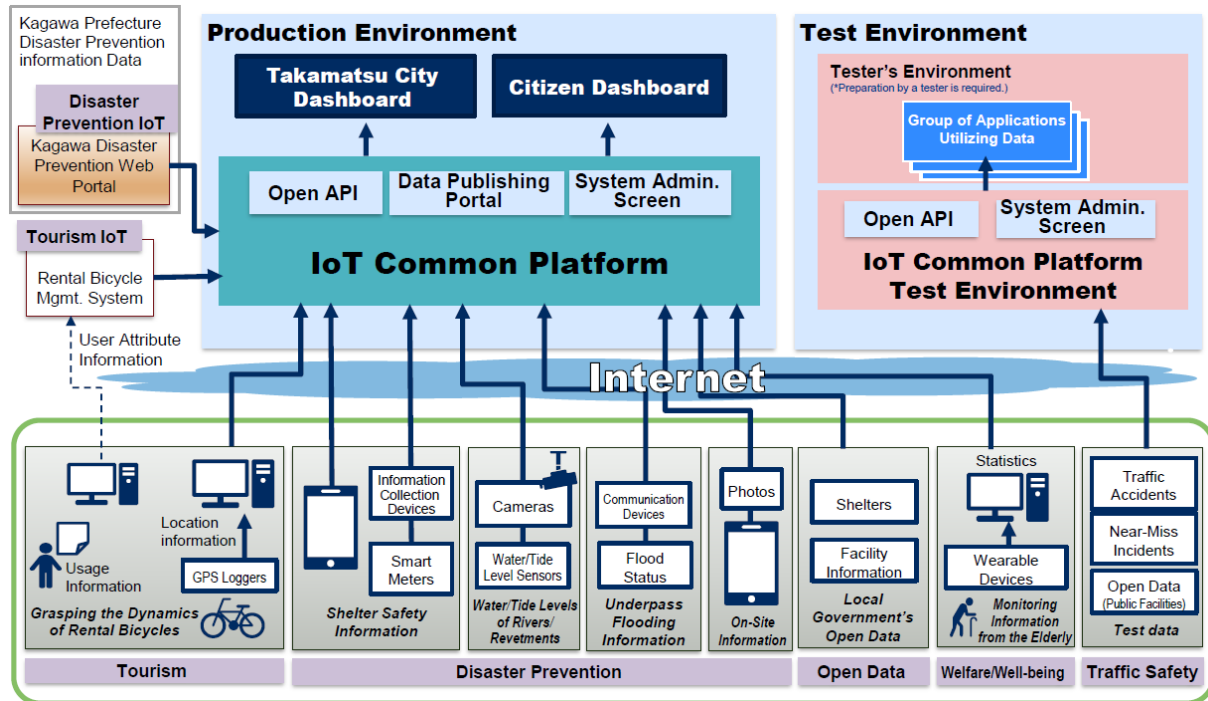 Kagawa Prefecture
Disaster Prevention
information Data
Disaster
Prevention IoT
Kagawa Disaster
Prevention Web
Portal
Tourism IoT
Rental Bicycle
Mgmt. System
User Attribute
Information
Production Environment
Takamatsu City
Dashboard
Citizen Dashboard
Open API
Data Publishing
Portal
System Admin.
Screen
IoT Common Platform
Test Environment
Tester's Environment
(*Preparation by a tester is required.)
Group of Applications
Utilizing Data
Open API
System Admin.
Screen
IoT Common Platform
Test Environment
Internet
Location
information
Usage
Information
GPS Loggers
Grasping the Dynamics
of Rental Bicycles
Tourism
Information
Collection
Devices
Smart
Meters
Shelter Safety
Information
Cameras
Water/Tide
Level Sensors
Water/Tide Levels
of Rivers/
Revetments
Communication
Devices
Flood
Status
Underpass
Flooding
Information
Photos
On-Site
Information
Disaster Prevention
Shelters
Facility
Information
Local
Government's
Open Data
Open Data
Statistics
Wearable
Devices
Monitoring
Information
from the Elderly
Welfare/Well-being
Traffic
Accidents
Near-Miss
Incidents
Open Data
(Public Facilities)
Test data
Traffic Safety